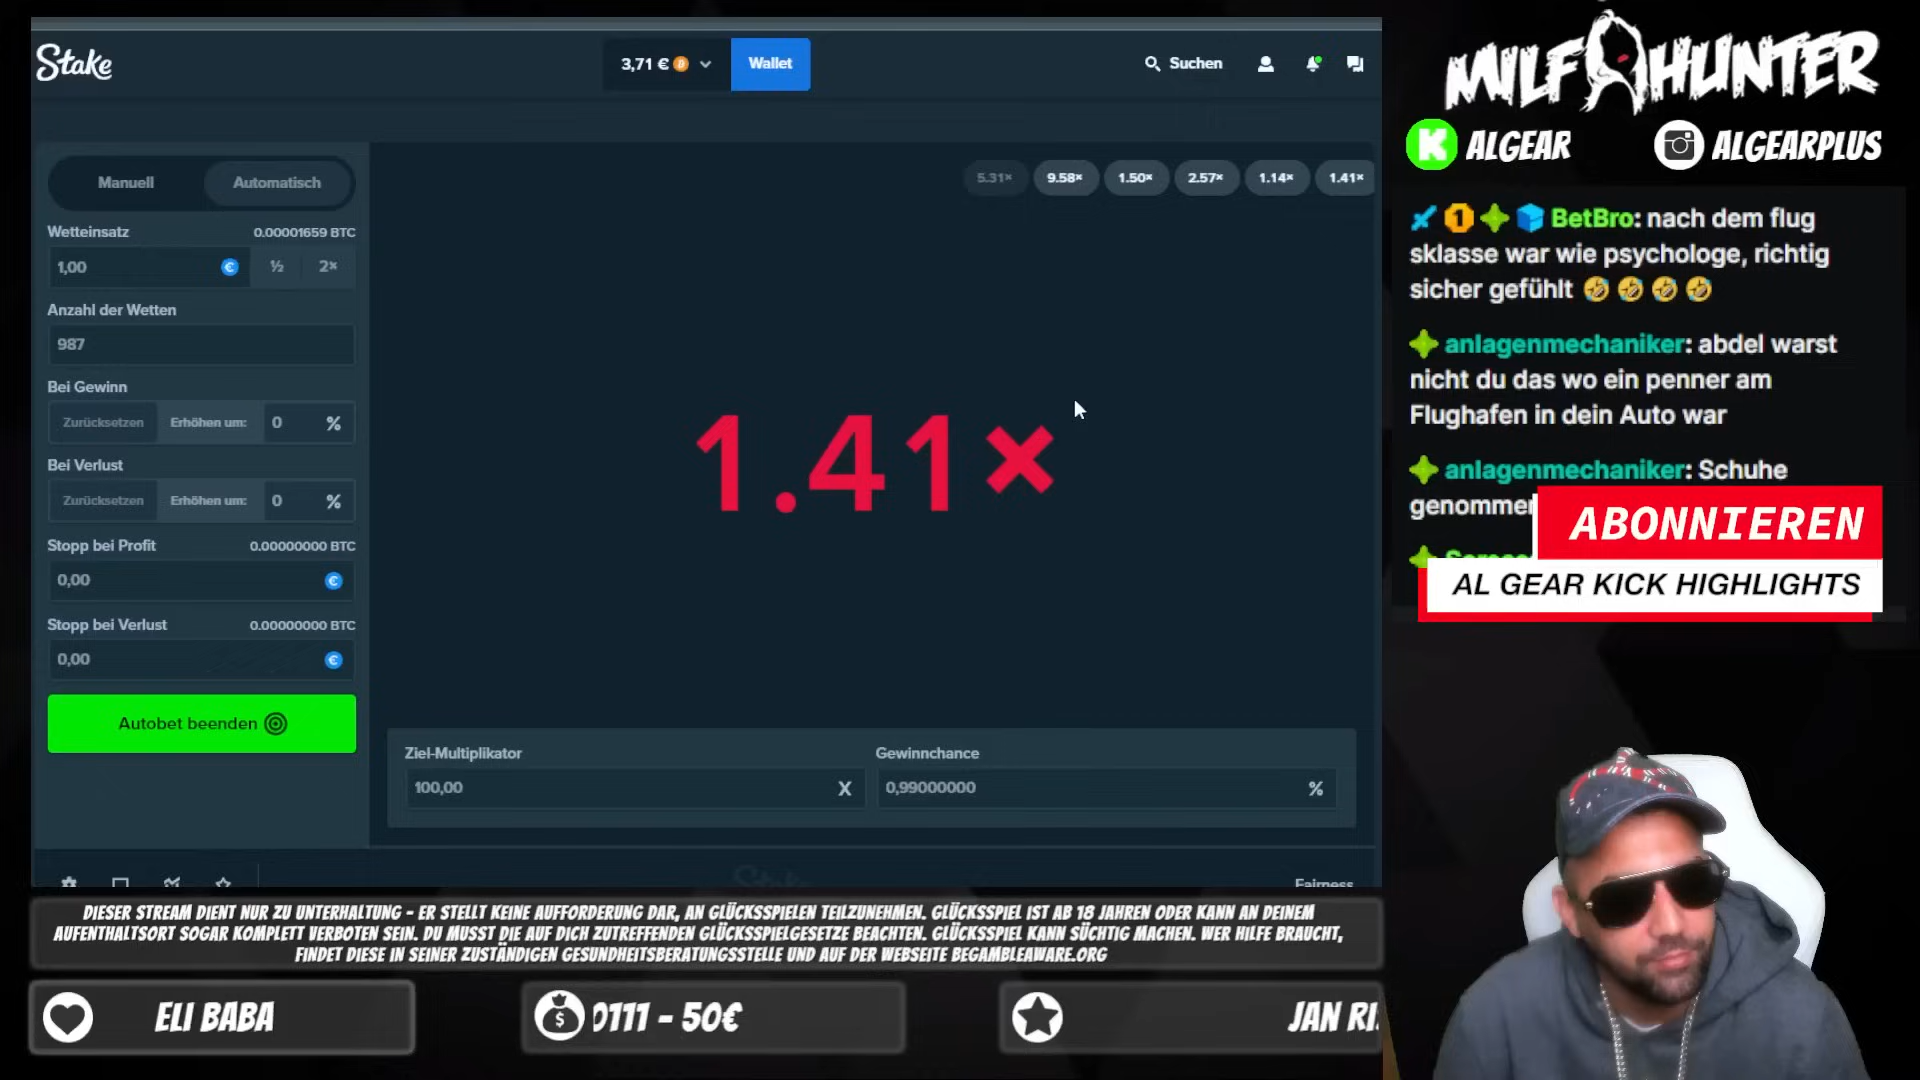 Stake
3,71 €
Wallet
Suchen
Manuell
Automatisch
5.31×
9.58×
1.50×
2.57×
1.14×
1.41×
Wetteinsatz
0.00001659 BTC
1,00
½
2×
Anzahl der Wetten
987
Bei Gewinn
Zurücksetzen
Erhöhen um:
0
%
Bei Verlust
Zurücksetzen
Erhöhen um:
0
%
Stopp bei Profit
0.00000000 BTC
0,00
Stopp bei Verlust
0.00000000 BTC
0,00
Autobet beenden
1.41×
Ziel-Multiplikator
100,00
X
Gewinnchance
0,99000000
%
Stake
Fairness
MILF HUNTER
K ALGEAR
ALGEARPLUS
BetBro: nach dem flug
sklasse war wie psychologe, richtig
sicher gefühlt
anlagenmechaniker: abdel warst
nicht du das wo ein penner am
Flughafen in dein Auto war
anlagenmechaniker: Schuhe
genommen
ABONNIEREN
AL GEAR KICK HIGHLIGHTS
DIESER STREAM DIENT NUR ZU UNTERHALTUNG - ER STELLT KEINE AUFFORDERUNG DAR, AN GLÜCKSSPIELEN TEILZUNEHMEN. GLÜCKSSPIEL IST AB 18 JAHREN ODER KANN AN DEINEM
AUFENTHALTSORT SOGAR KOMPLETT VERBOTEN SEIN. DU MUSST DIE AUF DICH ZUTREFFENDEN GLÜCKSSPIELGESETZE BEACHTEN. GLÜCKSSPIEL KANN SÜCHTIG MACHEN. WER HILFE BRAUCHT,
FINDET DIESE IN SEINER ZUSTÄNDIGEN GESUNDHEITSBERATUNGSSTELLE UND AUF DER WEBSEITE BEGAMBLEAWARE.ORG
ELI BABA
0111 - 50€
JAN RI